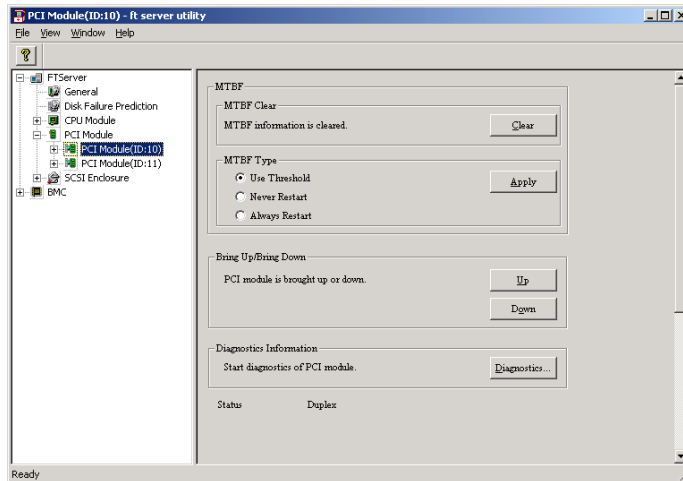 PCI Module(ID:10) - ft server utility
File View Window Help
FTServer
General
Disk Failure Prediction
CPU Module
PCI Module
PCI Module(ID:10)
PCI Module(ID:11)
SCSI Enclosure
BMC
MTBF
MTBF Clear
MTBF information is cleared.
Clear
MTBF Type
Use Threshold
Apply
Never Restart
Always Restart
Bring Up/Bring Down
PCI module is brought up or down.
Up
Down
Diagnostics Information
Start diagnostics of PCI module.
Diagnostics...
Status Duplex
Ready